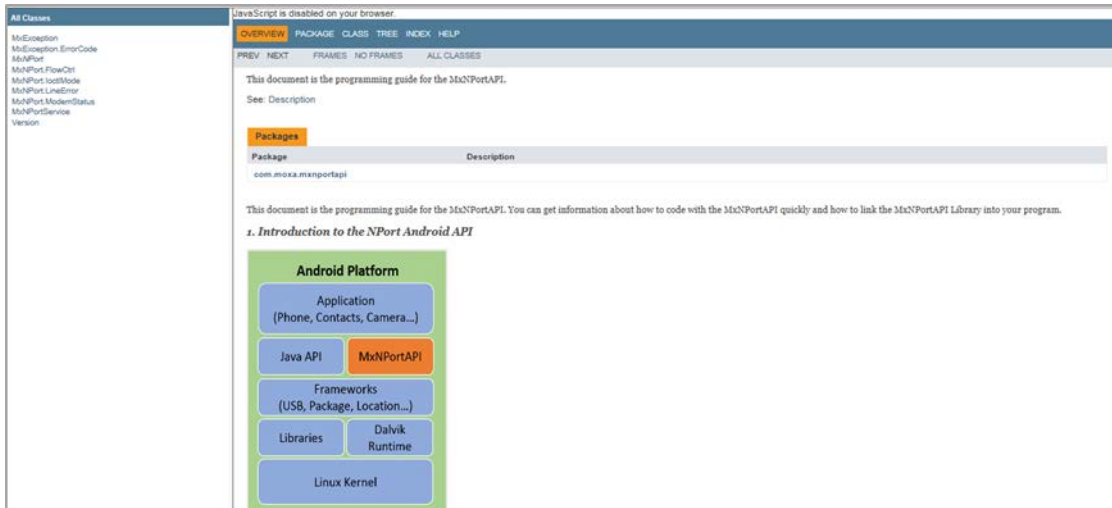 All Classes
MxException
MxException.ErrorCode
MxNPort
MxNPort.FlowCtrl
MxNPort.IoctlMode
MxNPort.LineError
MxNPort.ModemStatus
MxNPortService
Version
JavaScript is disabled on your browser.
OVERVIEW PACKAGE CLASS TREE INDEX HELP
PREV NEXT FRAMES NO FRAMES ALL CLASSES
This document is the programming guide for the MxNPortAPI.
See: Description
Packages
Package Description
com.moxa.mxnportapi
This document is the programming guide for the MxNPortAPI. You can get information about how to code with the MxNPortAPI quickly and how to link the MxNPortAPI Library into your program.
1. Introduction to the NPort Android API
Android Platform
Application
(Phone, Contacts, Camera...)
Java API MxNPortAPI
Frameworks
(USB, Package, Location...)
Libraries Dalvik
Runtime
Linux Kernel